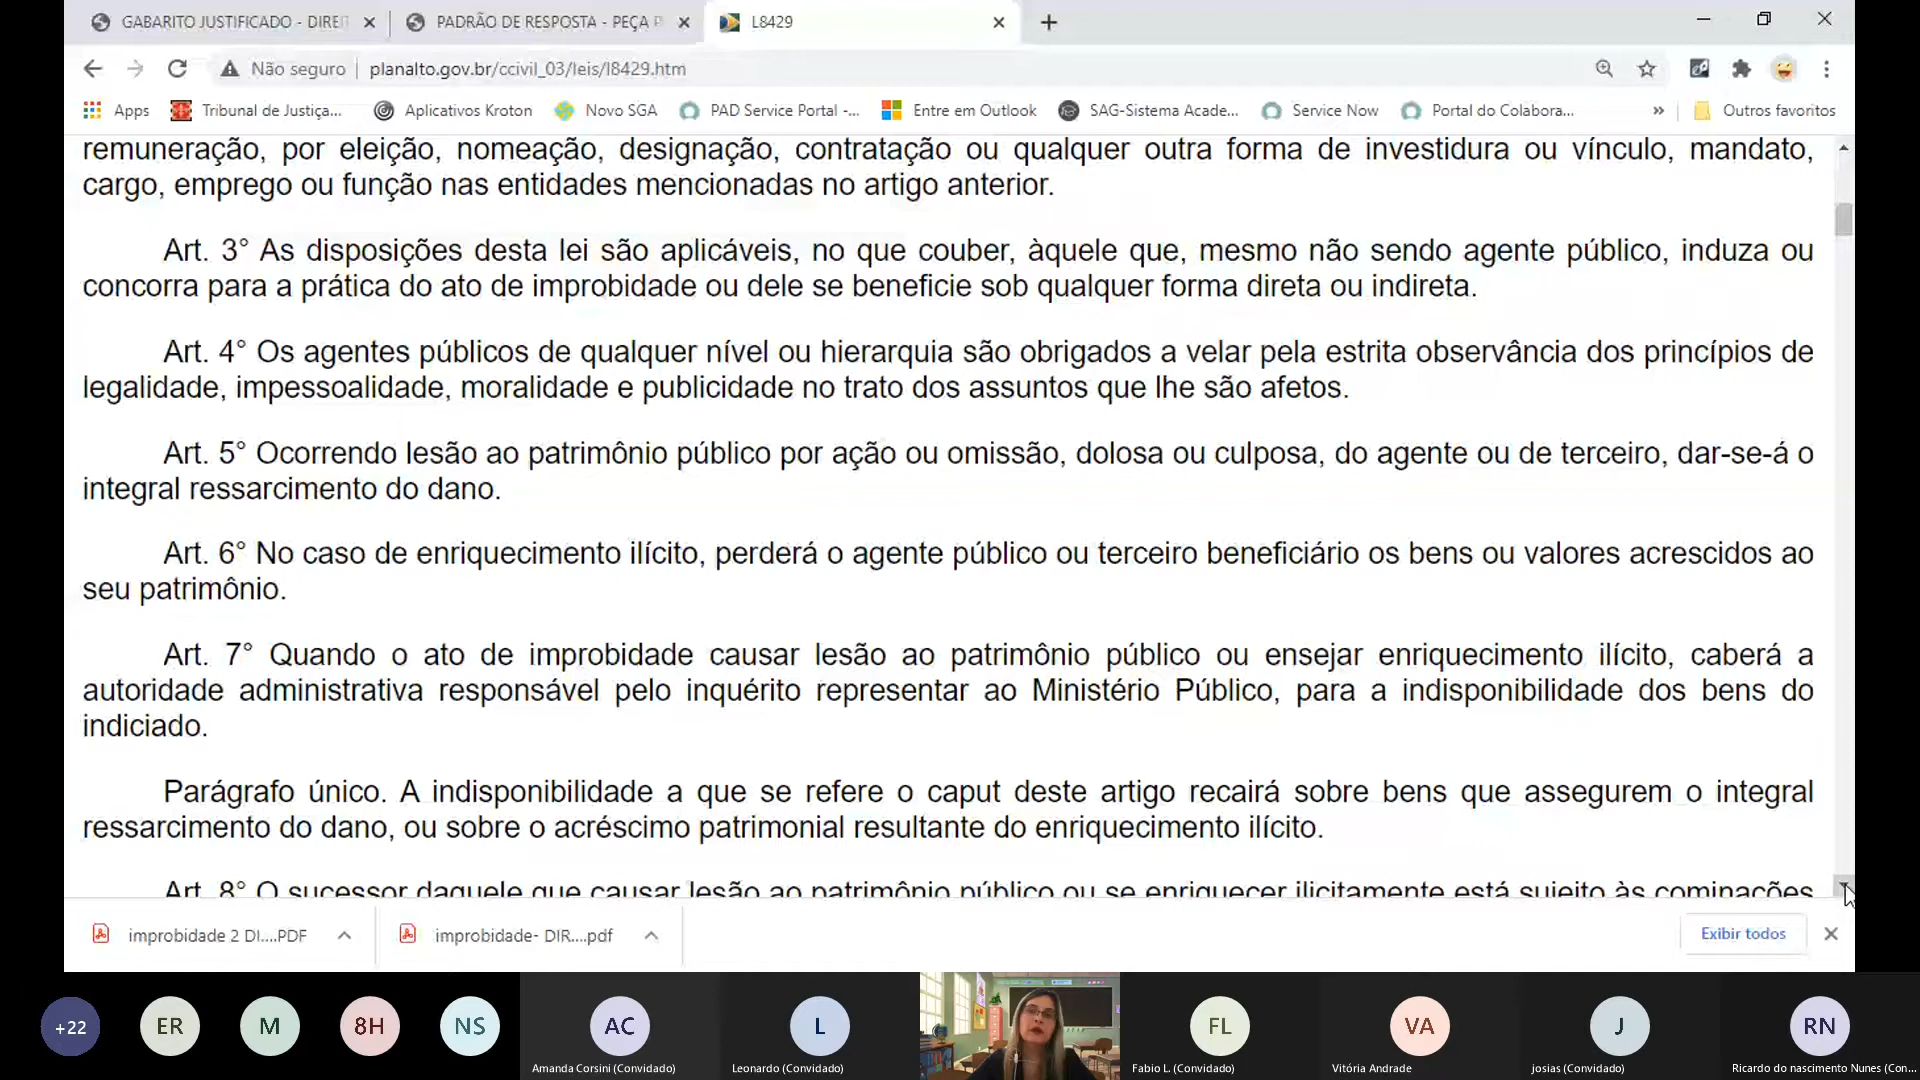 GABARITO JUSTIFICADO - DIREI
PADRÃO DE RESPOSTA - PEÇA P
L8429
Não seguro
planalto.gov.br/ccivil_03/leis/l8429.htm
Apps
Tribunal de Justiça...
Aplicativos Kroton
Novo SGA
PAD Service Portal -...
Entre em Outlook
SAG-Sistema Acade...
Service Now
Portal do Colabora...
»
Outros favoritos
remuneração, por eleição, nomeação, designação, contratação ou qualquer outra forma de investidura ou vínculo, mandato,
cargo, emprego ou função nas entidades mencionadas no artigo anterior.
Art. 3° As disposições desta lei são aplicáveis, no que couber, àquele que, mesmo não sendo agente público, induza ou
concorra para a prática do ato de improbidade ou dele se beneficie sob qualquer forma direta ou indireta.
Art. 4° Os agentes públicos de qualquer nível ou hierarquia são obrigados a velar pela estrita observância dos princípios de
legalidade, impessoalidade, moralidade e publicidade no trato dos assuntos que lhe são afetos.
Art. 5° Ocorrendo lesão ao patrimônio público por ação ou omissão, dolosa ou culposa, do agente ou de terceiro, dar-se-á o
integral ressarcimento do dano.
Art. 6° No caso de enriquecimento ilícito, perderá o agente público ou terceiro beneficiário os bens ou valores acrescidos ao
seu patrimônio.
Art. 7° Quando o ato de improbidade causar lesão ao patrimônio público ou ensejar enriquecimento ilícito, caberá a
autoridade administrativa responsável pelo inquérito representar ao Ministério Público, para a indisponibilidade dos bens do
indiciado.
Parágrafo único. A indisponibilidade a que se refere o caput deste artigo recairá sobre bens que assegurem o integral
ressarcimento do dano, ou sobre o acréscimo patrimonial resultante do enriquecimento ilícito.
Art. 8° O sucessor daquele que causar lesão ao patrimônio público ou se enriquecer ilicitamente está sujeito às cominações
improbidade 2 DI....PDF
improbidade- DIR....pdf
Exibir todos
+22
ER
M
8H
NS
AC
L
FL
VA
J
RN
Amanda Corsini (Convidado)
Leonardo (Convidado)
Fabio L. (Convidado)
Vitória Andrade
josias (Convidado)
Ricardo do nascimento Nunes (Con...